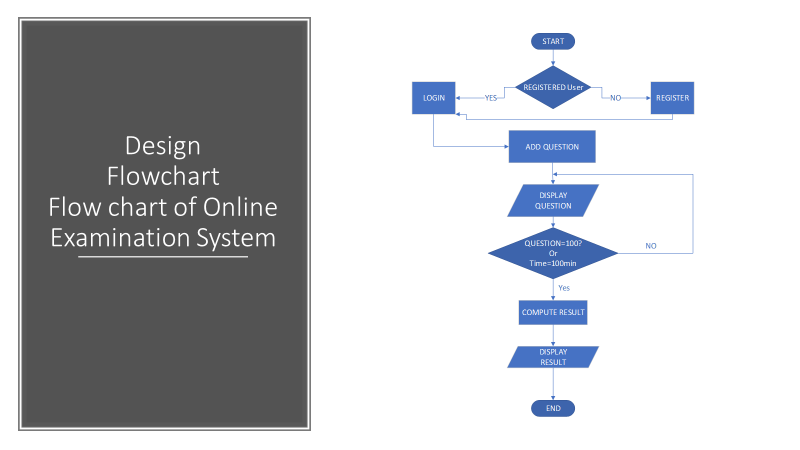 Design
Flowchart
Flow chart of Online
Examination System
START
REGISTERED User
YES
NO
LOGIN
REGISTER
ADD QUESTION
DISPLAY
QUESTION
QUESTION=100?
Or
Time=100min
NO
Yes
COMPUTE RESULT
DISPLAY
RESULT
END